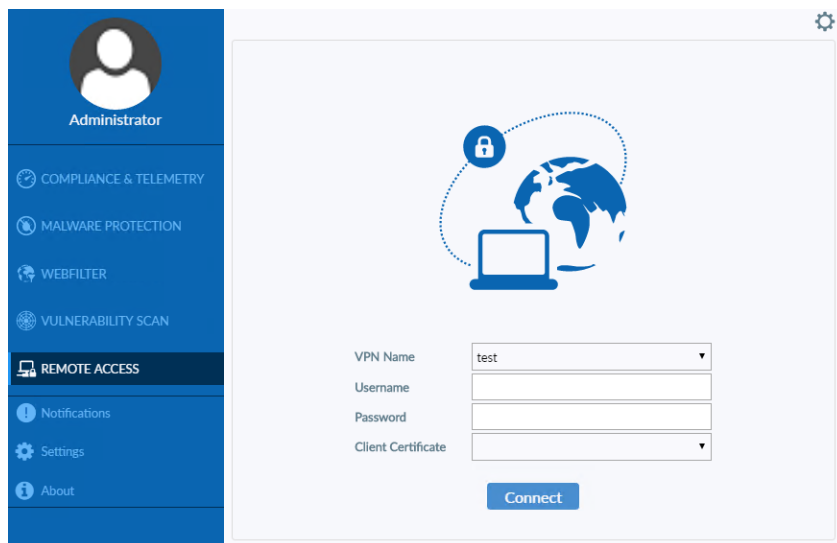 Administrator
COMPLIANCE & TELEMETRY
MALWARE PROTECTION
WEBFILTER
VULNERABILITY SCAN
REMOTE ACCESS
Notifications
Settings
About
VPN Name
test
Username
Password
Client Certificate
Connect